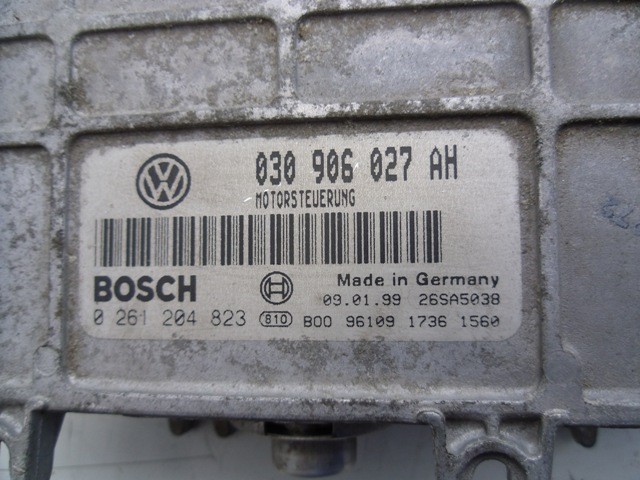 030 906 027 AH
MOTORSTEUERUNG
BOSCH
Made in Germany
09.01.99 26SA5038
0 261 204 823 810 B00 96109 1736 1560